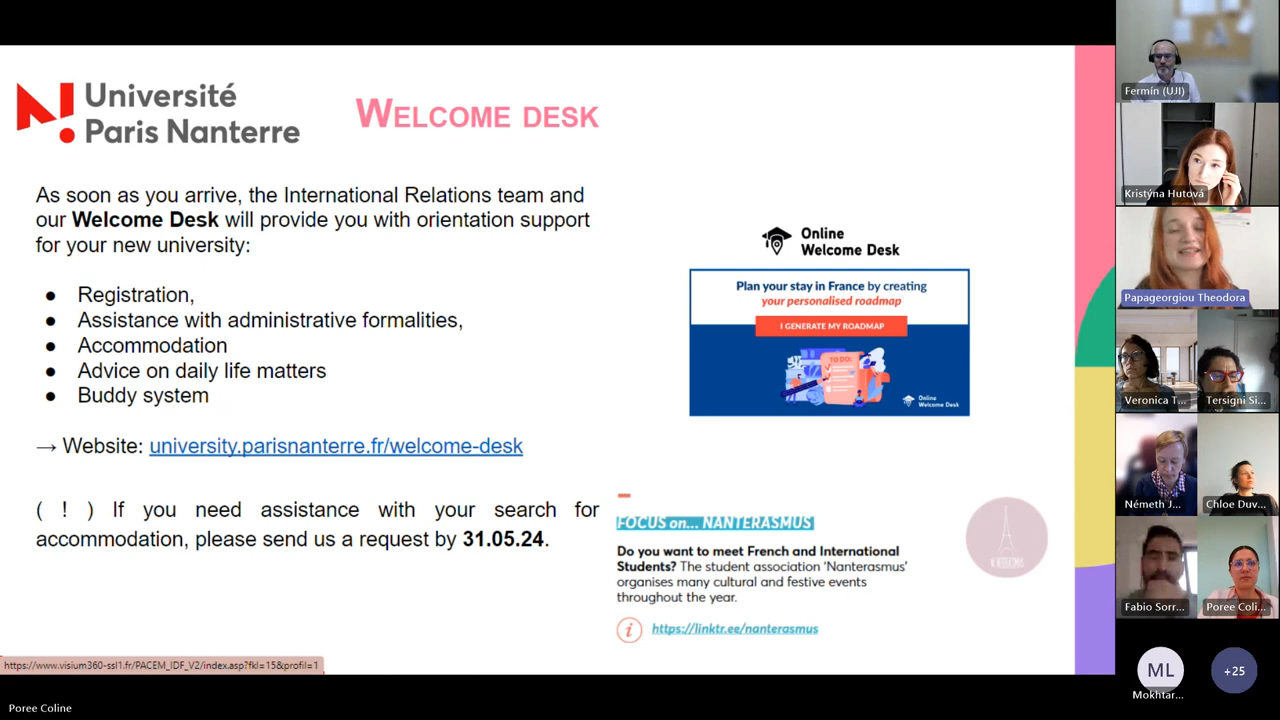 Université
Paris Nanterre
WELCOME DESK
As soon as you arrive, the International Relations team and
our Welcome Desk will provide you with orientation support
for your new university:
● Registration,
● Assistance with administrative formalities,
● Accommodation
● Advice on daily life matters
● Buddy system
→ Website: university.parisnanterre.fr/welcome-desk
( ! ) If you need assistance with your search for
accommodation, please send us a request by 31.05.24.
Online
Welcome Desk
Plan your stay in France by creating
your personalised roadmap
I GENERATE MY ROADMAP
TO DO:
Online
Welcome Desk
FOCUS on... NANTERASMUS
Do you want to meet French and International
Students? The student association 'Nanterasmus'
organises many cultural and festive events
throughout the year.
i https://linktr.ee/nanterasmus
https://www.visium360-ssl1.fr/PACEM_IDF_V2/index.asp?fkl=15&profil=1
Poree Coline
Fermín (UJI)
Kristýna Hutová
Papageorgiou Theodora
Veronica T...
Tersigni Si...
Németh J...
Chloe Duv...
Fabio Sorr...
Poree Coli...
ML
Mokhtar...
+25